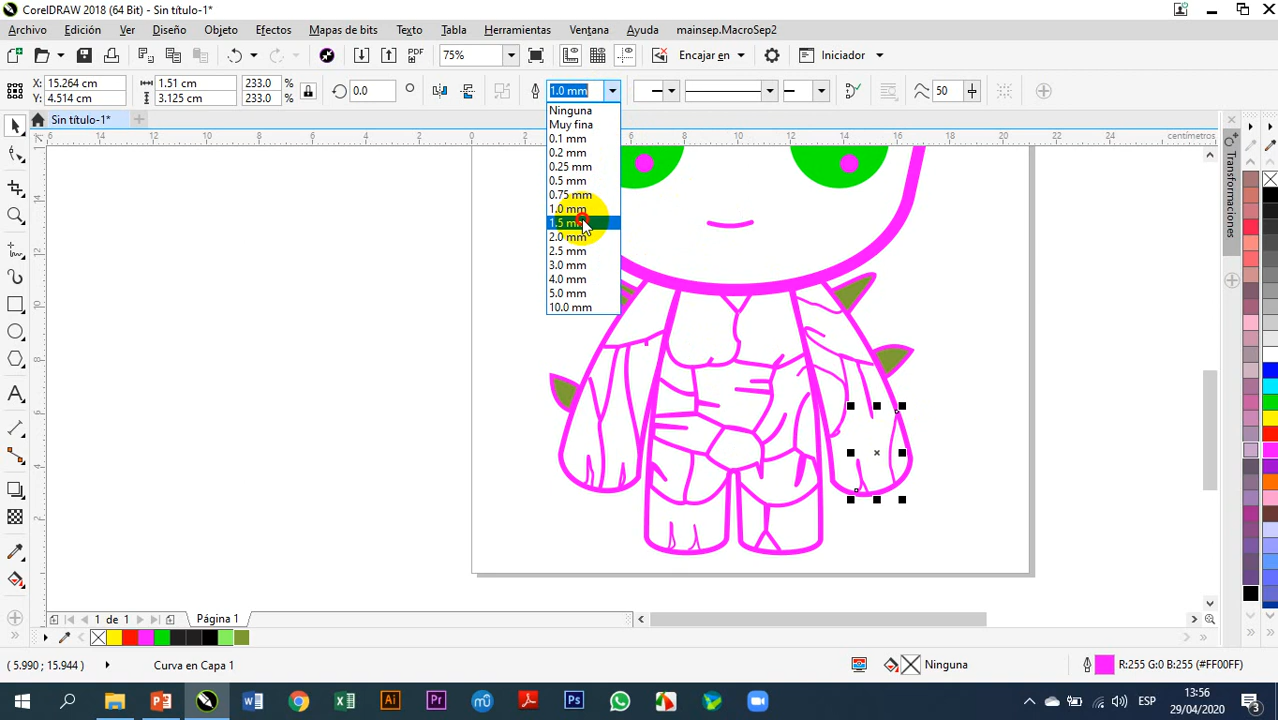 CorelDRAW 2018 (64 Bit) - Sin título-1*
Archivo Edición Ver Diseño Objeto Efectos Mapas de bits Texto Tabla Herramientas Ventana Ayuda mainsep.MacroSep2
75% PDF Encajar en Iniciador
X: 15.264 cm 1.51 cm 233.0 % 0.0 1.0 mm 50
Y: 4.514 cm 3.125 cm 233.0 %
Sin título-1*
Ninguna
Muy fina
0.1 mm
0.2 mm
0.25 mm
0.5 mm
0.75 mm
1.0 mm
1.5 mm
2.0 mm
2.5 mm
3.0 mm
4.0 mm
5.0 mm
10.0 mm
centímetros
Transformaciones
1 de 1 Página 1
( 5.990 ; 15.944 ) Curva en Capa 1 Ninguna R:255 G:0 B:255 (#FF00FF)
ESP 13:56
29/04/2020